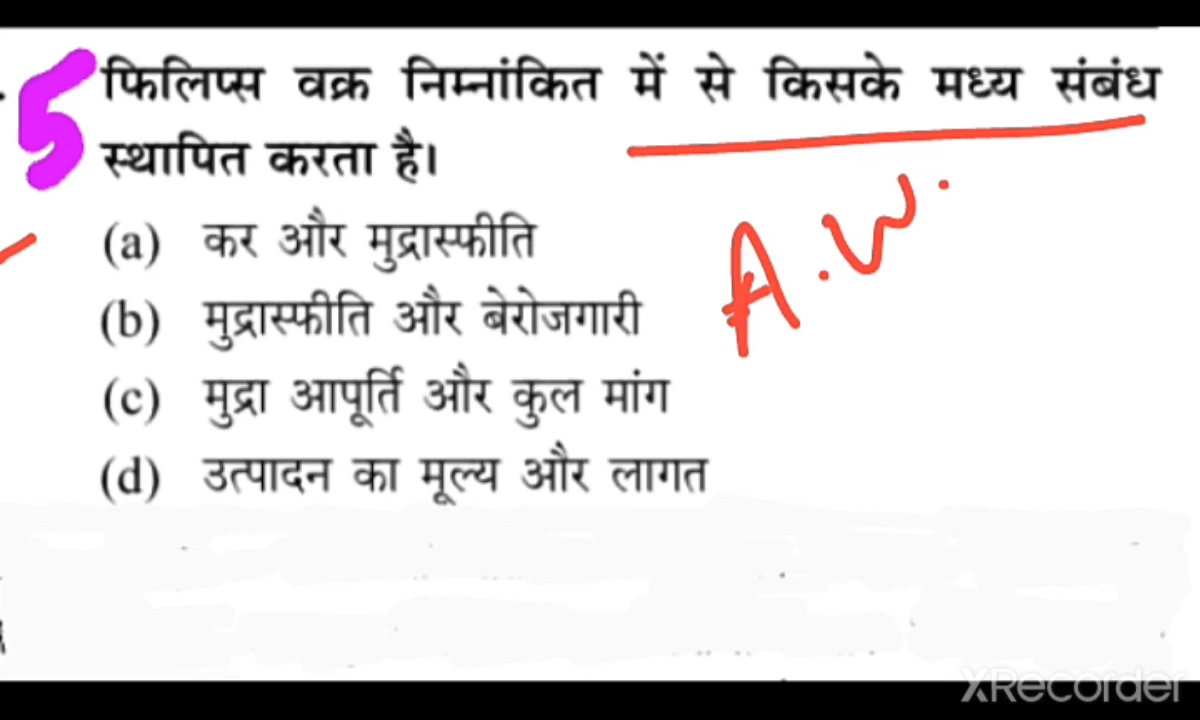 5 फिलिप्स वक्र निम्नांकित में से किसके मध्य संबंध
स्थापित करता है।
(a) कर और मुद्रास्फीति
(b) मुद्रास्फीति और बेरोजगारी
(c) मुद्रा आपूर्ति और कुल मांग
(d) उत्पादन का मूल्य और लागत
A.W.
XRecorder